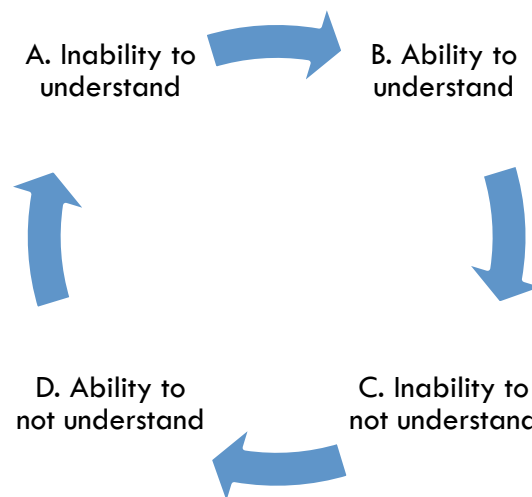 A. Inability to
understand
B. Ability to
understand
D. Ability to
not understand
C. Inability to
not understand